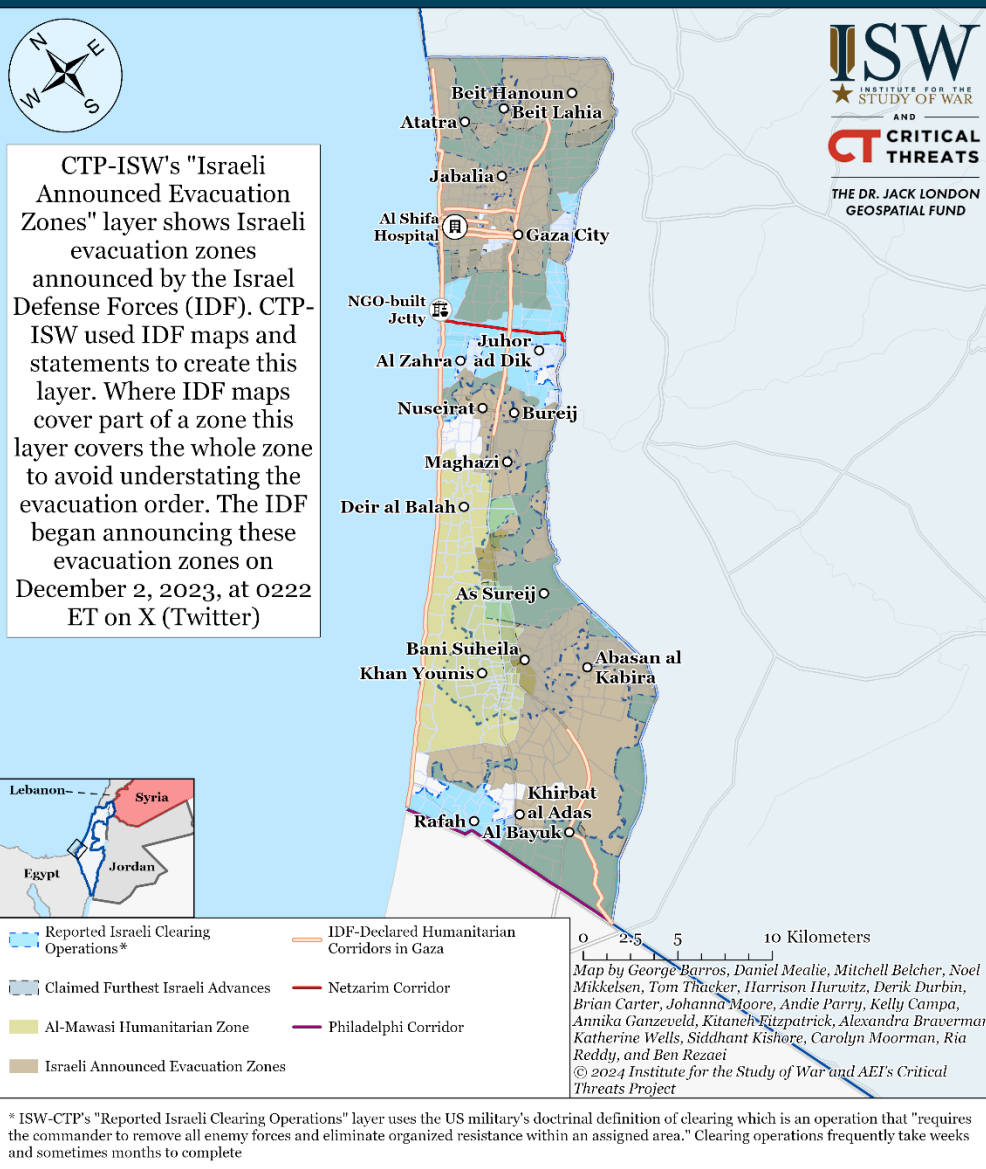 N
E
W
S
ISW
INSTITUTE FOR THE
STUDY OF WAR
AND
CT CRITICAL
THREATS
THE DR. JACK LONDON
GEOSPATIAL FUND
CTP-ISW's "Israeli
Announced Evacuation
Zones" layer shows Israeli
evacuation zones
announced by the Israel
Defense Forces (IDF). CTP-
ISW used IDF maps and
statements to create this
layer. Where IDF maps
cover part of a zone this
layer covers the whole zone
to avoid understating the
evacuation order. The IDF
began announcing these
evacuation zones on
December 2, 2023, at 0222
ET on X (Twitter)
Beit Hanoun
Beit Lahia
Atatra
Jabalia
Al Shifa
Hospital
Gaza City
NGO-built
Jetty
Juhor
ad Dik
Al Zahra
Nuseirat
Bureij
Maghazi
Deir al Balah
As Sureij
Bani Suheila
Abasan al
Kabira
Khan Younis
Khirbat
al Adas
Rafah
Al Bayuk
Lebanon
Syria
Jordan
Egypt
Reported Israeli Clearing
Operations*
Claimed Furthest Israeli Advances
Al-Mawasi Humanitarian Zone
Israeli Announced Evacuation Zones
IDF-Declared Humanitarian
Corridors in Gaza
Netzarim Corridor
Philadelphi Corridor
0 2.5 5 10 Kilometers
Map by George Barros, Daniel Mealie, Mitchell Belcher, Noel
Mikkelsen, Tom Thacker, Harrison Hurwitz, Derik Durbin,
Brian Carter, Johanna Moore, Andie Parry, Kelly Campa,
Annika Ganzeveld, Kitaneh Fitzpatrick, Alexandra Braverman
Katherine Wells, Siddhant Kishore, Carolyn Moorman, Ria
Reddy, and Ben Rezaei
© 2024 Institute for the Study of War and AEI's Critical
Threats Project
* ISW-CTP's "Reported Israeli Clearing Operations" layer uses the US military's doctrinal definition of clearing which is an operation that "requires
the commander to remove all enemy forces and eliminate organized resistance within an assigned area." Clearing operations frequently take weeks
and sometimes months to complete